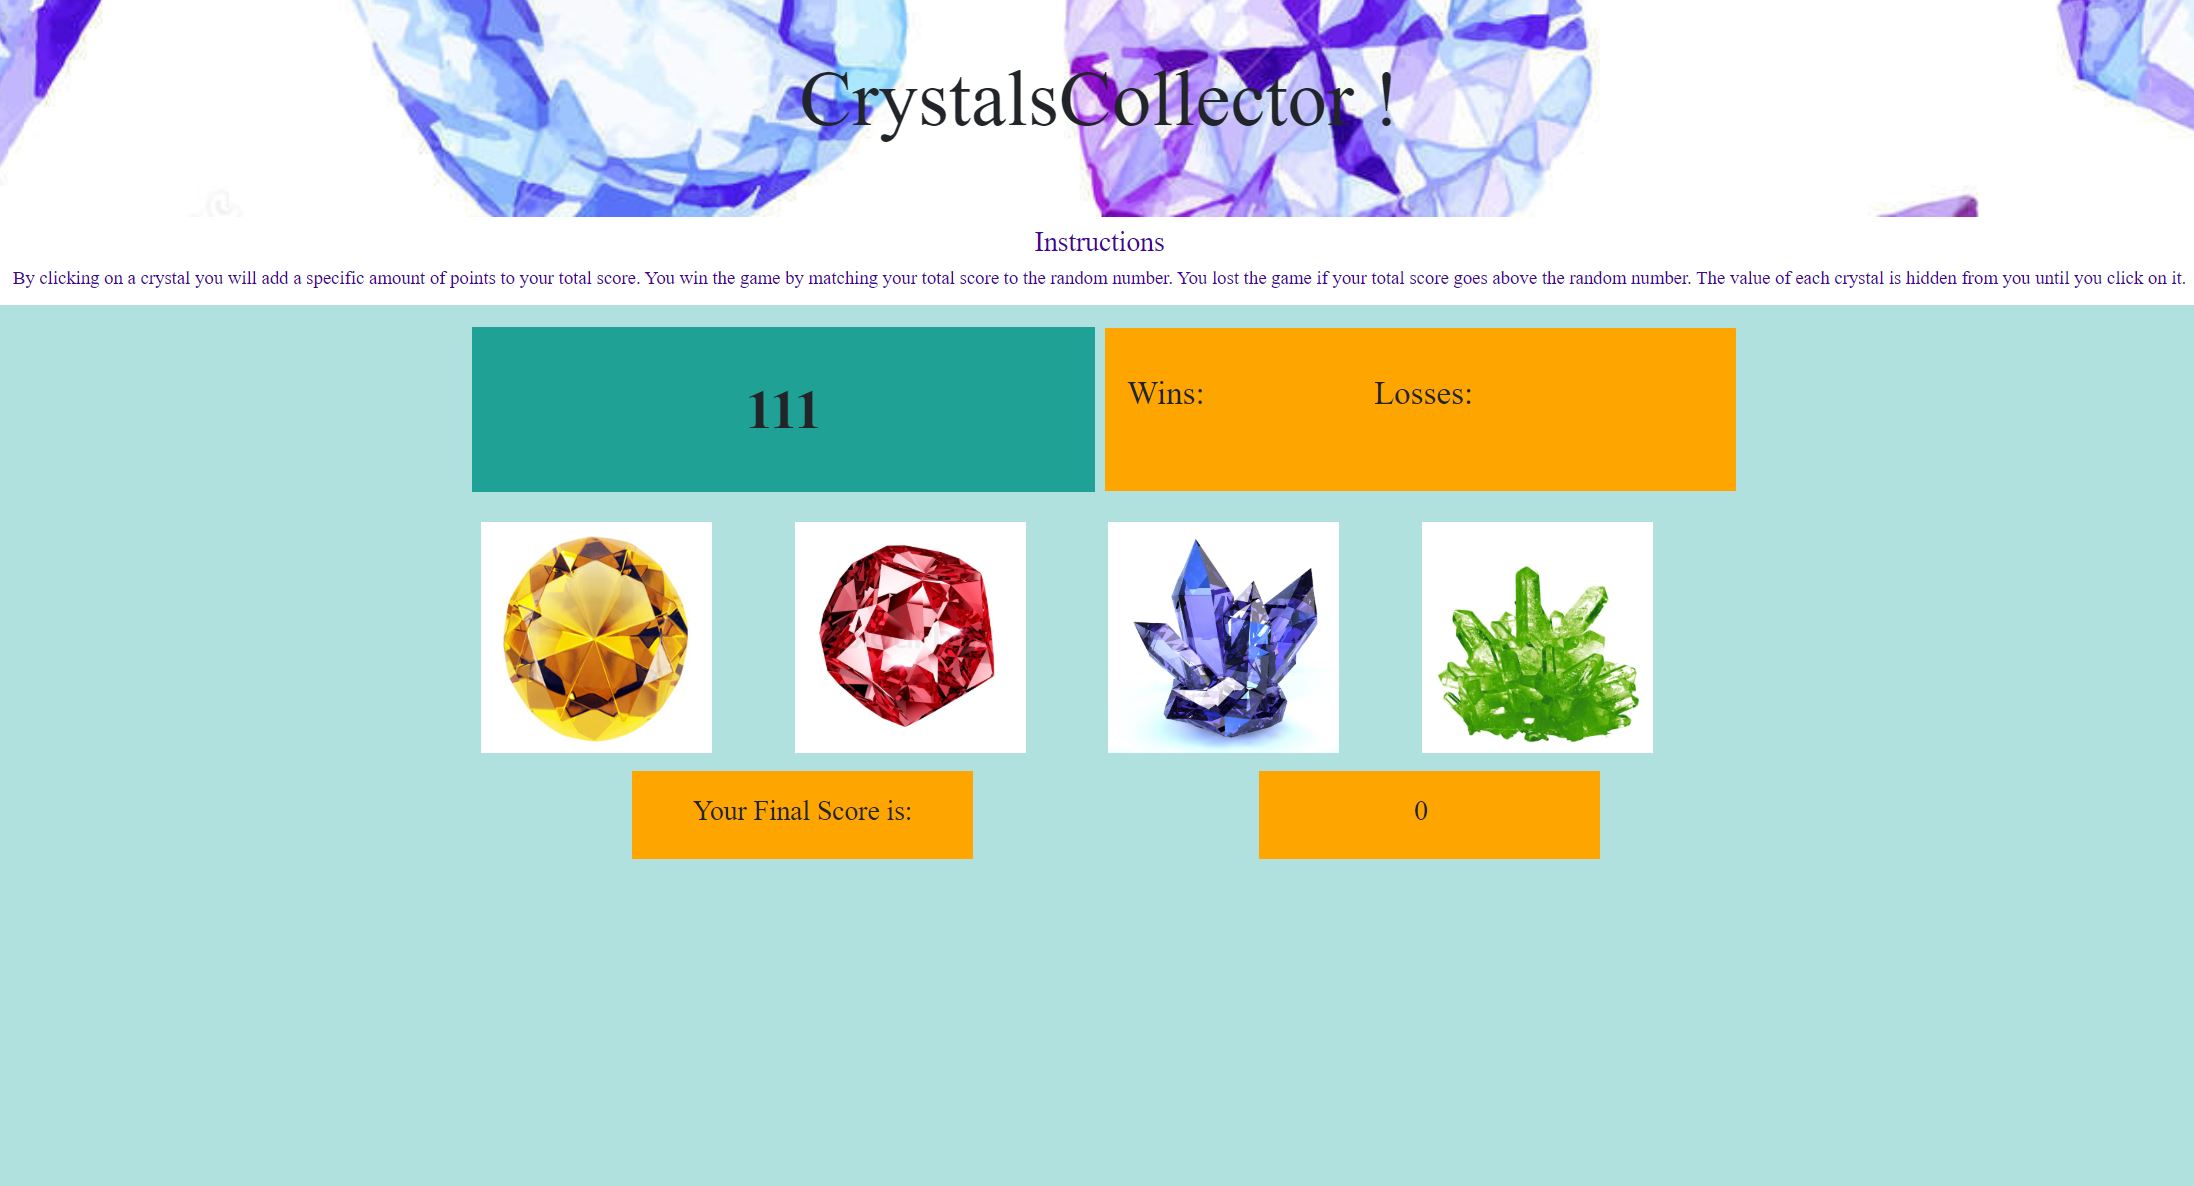 CrystalsCollector !
Instructions
By clicking on a crystal you will add a specific amount of points to your total score. You win the game by matching your total score to the random number. You lost the game if your total score goes above the random number. The value of each crystal is hidden from you until you click on it.
111
Wins: Losses:
Your Final Score is: 0